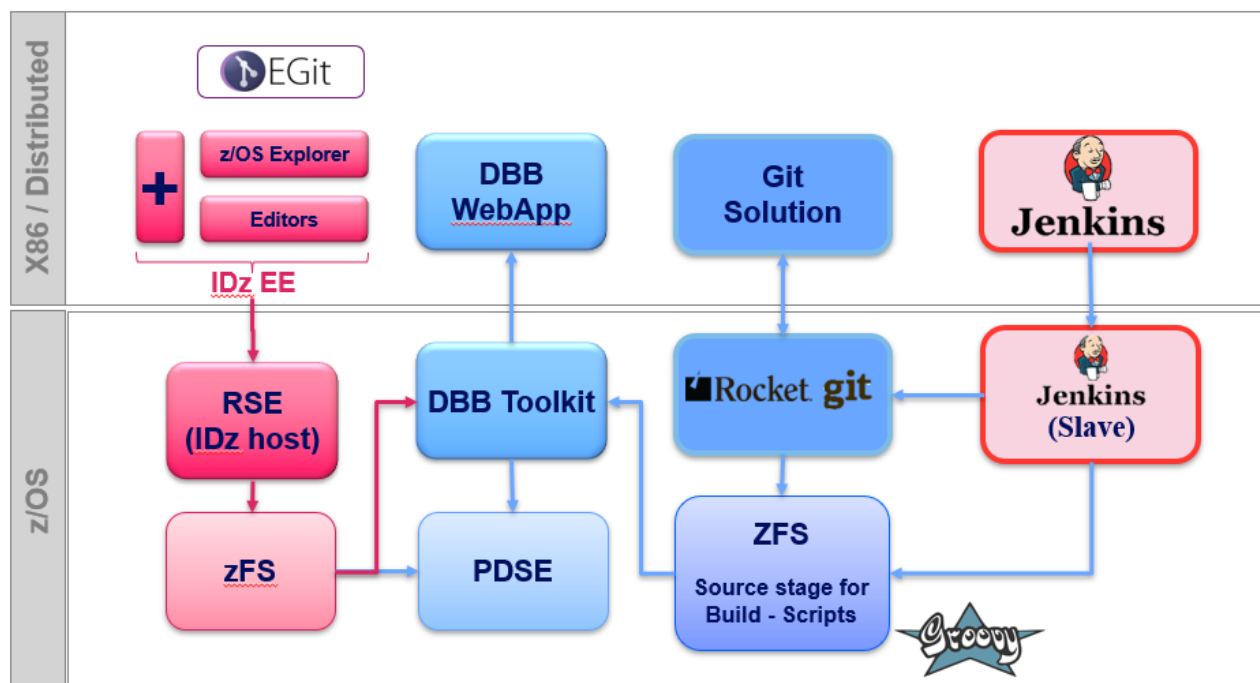 X86 / Distributed
EGit
+
z/OS Explorer
Editors
IDz EE
DBB
WebApp
Git
Solution
Jenkins
z/OS
RSE
(IDz host)
DBB Toolkit
Rocket. git
Jenkins
(Slave)
zFS
PDSE
ZFS
Source stage for
Build - Scripts
Groovy